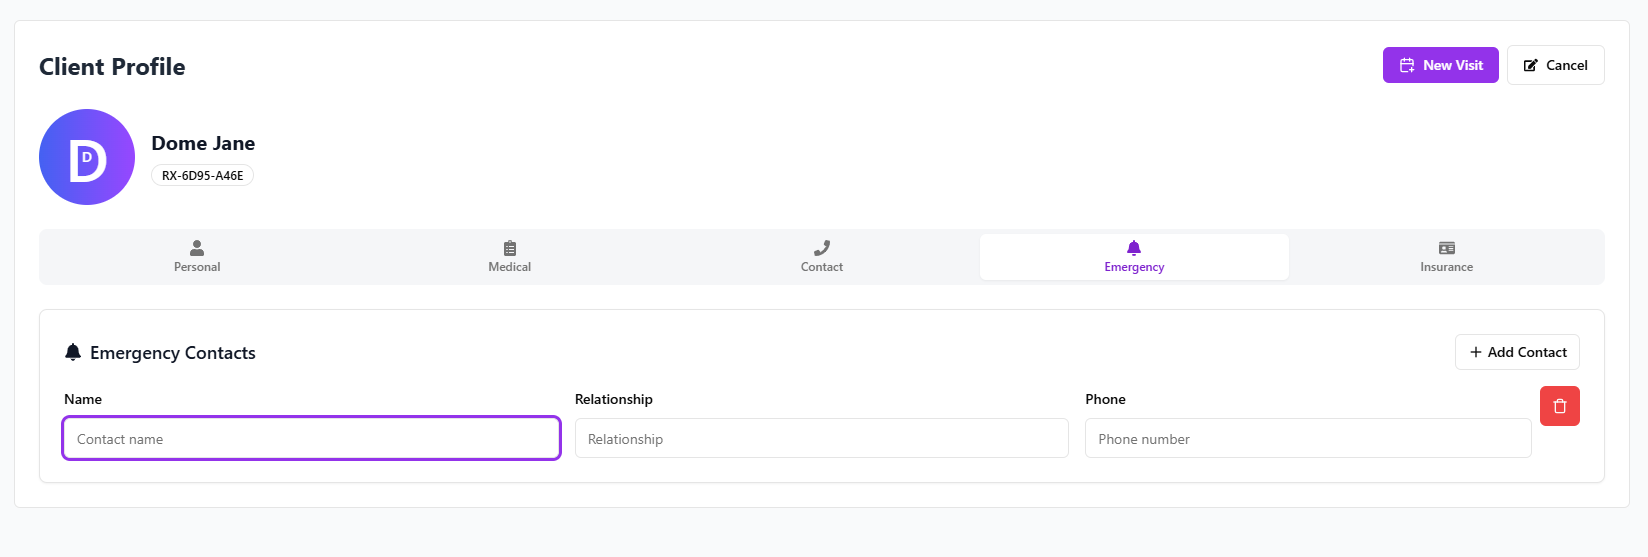 Client Profile
New Visit
Cancel
D
D
Dome Jane
RX-6D95-A46E
Personal
Medical
Contact
Emergency
Insurance
Emergency Contacts
Add Contact
Name
Relationship
Phone
Contact name
Relationship
Phone number